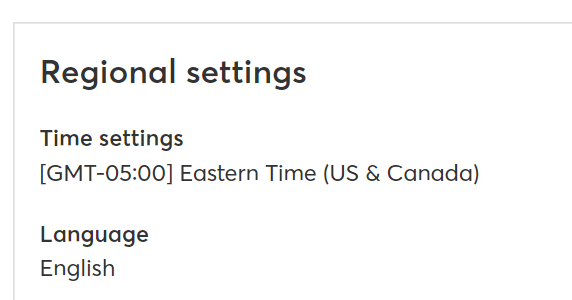 Regional settings
Time settings
[GMT-05:00] Eastern Time (US & Canada)
Language
English